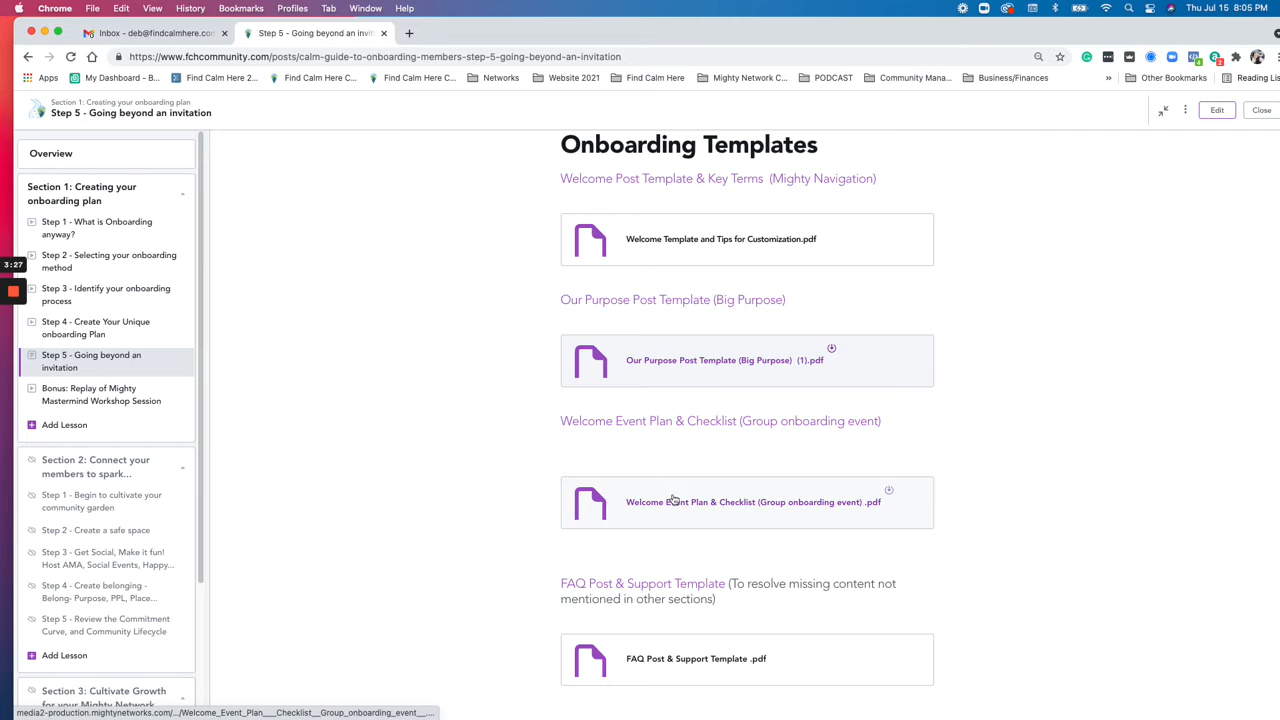 Chrome File Edit View History Bookmarks Profiles Tab Window Help
Thu Jul 15 8:05 PM
Inbox - deb@findcalmhere.com
Step 5 - Going beyond an invit
https://www.fchcommunity.com/posts/calm-guide-to-onboarding-members-step-5-going-beyond-an-invitation
Apps My Dashboard - B... Find Calm Here 2... Find Calm Here C... Find Calm Here C... Networks Website 2021 Find Calm Here Mighty Network C... PODCAST Community Mana... Business/Finances » Other Bookmarks Reading Lis
Section 1: Creating your onboarding plan
Step 5 - Going beyond an invitation
Edit
Close
Overview
Section 1: Creating your
onboarding plan
Step 1 - What is Onboarding
anyway?
Step 2 - Selecting your onboarding
method
3:27
Step 3 - Identify your onboarding
process
Step 4 - Create Your Unique
onboarding Plan
Step 5 - Going beyond an
invitation
Bonus: Replay of Mighty
Mastermind Workshop Session
Add Lesson
Section 2: Connect your
members to spark...
Step 1 - Begin to cultivate your
community garden
Step 2 - Create a safe space
Step 3 - Get Social, Make it fun!
Host AMA, Social Events, Happy...
Step 4 - Create belonging -
Belong- Purpose, PPL, Place...
Step 5 - Review the Commitment
Curve, and Community Lifecycle
Add Lesson
Section 3: Cultivate Growth
for your Mighty Network
Onboarding Templates
Welcome Post Template & Key Terms (Mighty Navigation)
Welcome Template and Tips for Customization.pdf
Our Purpose Post Template (Big Purpose)
Our Purpose Post Template (Big Purpose) (1).pdf
Welcome Event Plan & Checklist (Group onboarding event)
Welcome Event Plan & Checklist (Group onboarding event) .pdf
FAQ Post & Support Template (To resolve missing content not
mentioned in other sections)
FAQ Post & Support Template .pdf
media2-production.mightynetworks.com/.../Welcome_Event_Plan___Checklist__Group_onboarding_event__....